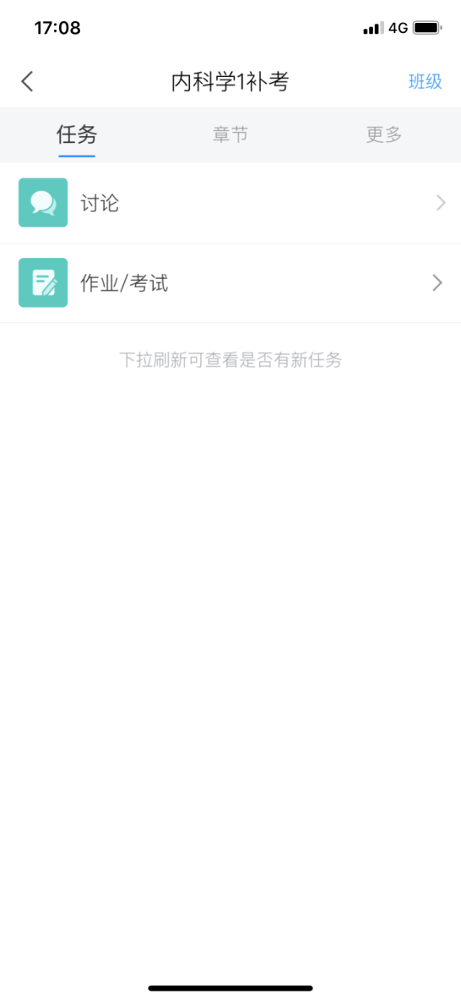 17:08 4G
内科学1补考 班级
任务 章节 更多
讨论
作业/考试
下拉刷新可查看是否有新任务